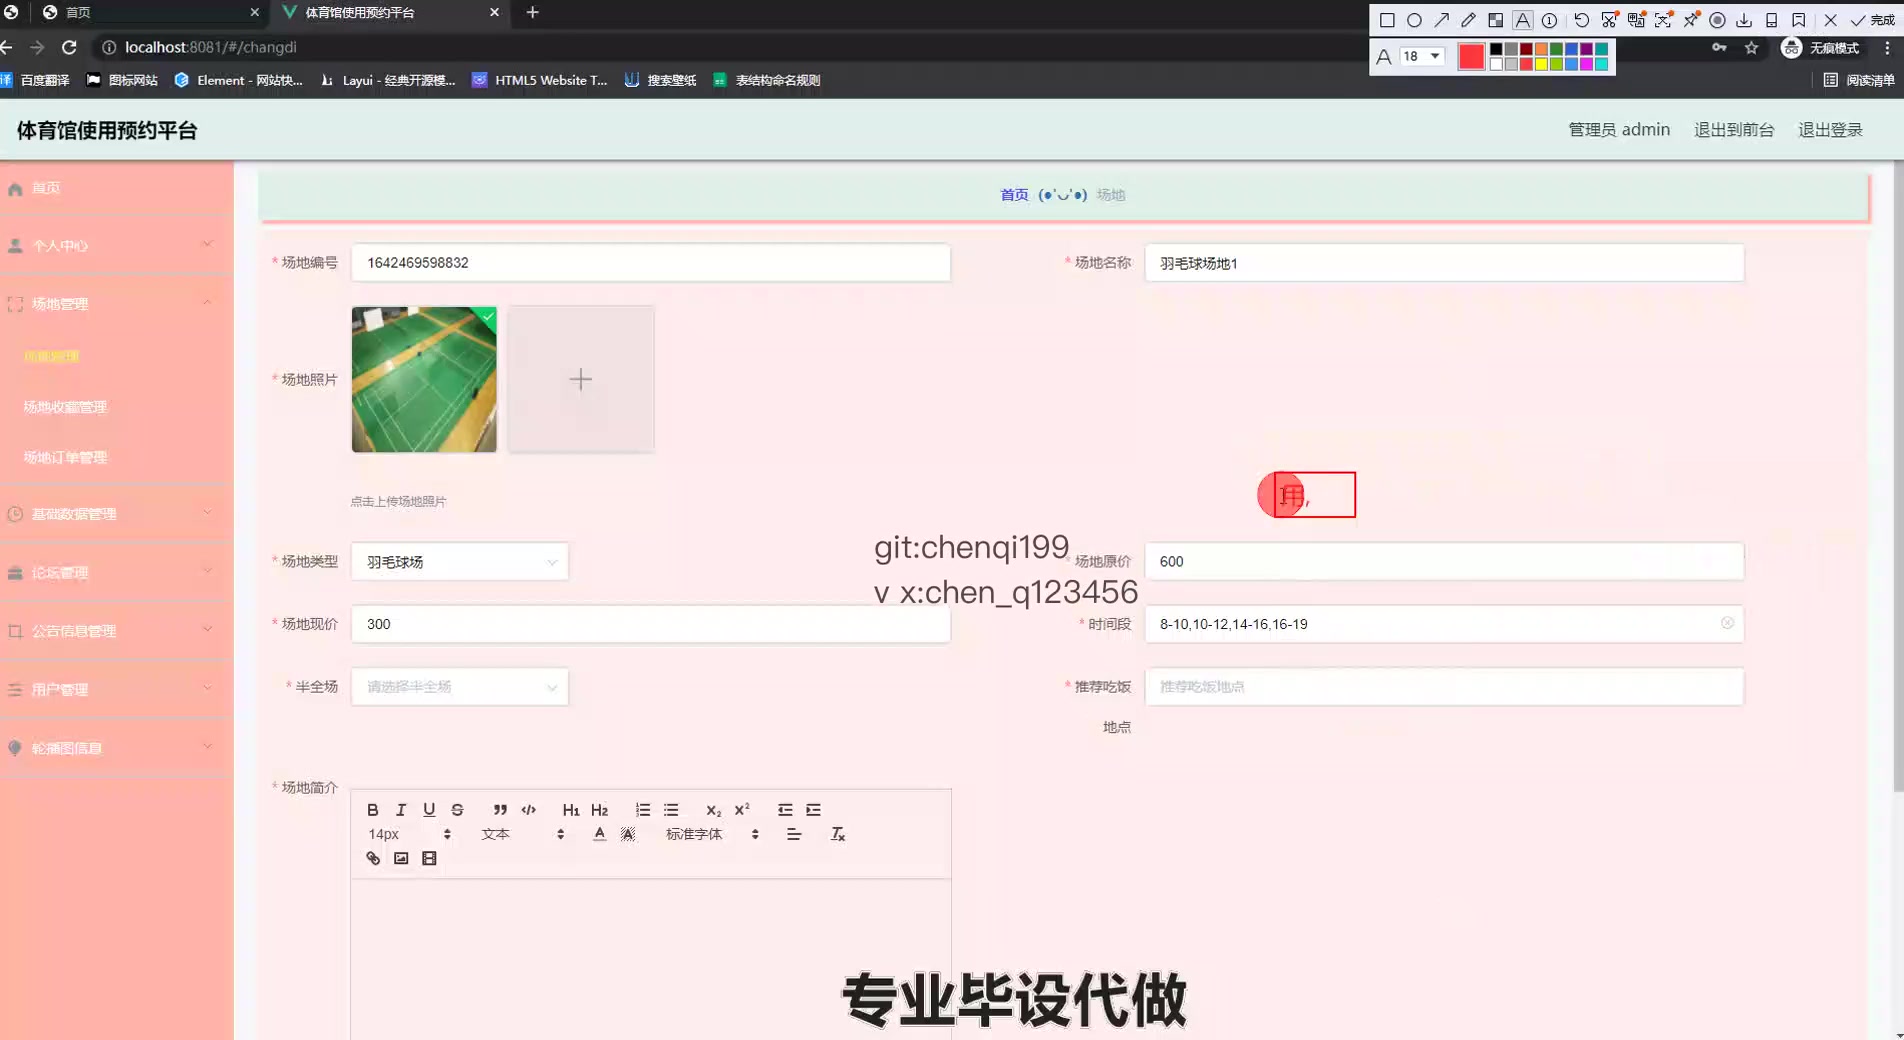 首页
体育馆使用预约平台
localhost:8081/#/changdi
无痕模式
完成
A 18
百度翻译
图标网站
Element - 网站快...
Layui - 经典开源模...
HTML5 Website T...
搜索壁纸
表结构命名规则
阅读清单
体育馆使用预约平台
管理员 admin
退出到前台
退出登录
首页
个人中心
场地管理
场地管理
场地收藏管理
场地订单管理
基础数据管理
论坛管理
公告信息管理
用户管理
轮播图信息
首页 (●'◡'●) 场地
* 场地编号 1642469598832
* 场地名称 羽毛球场地1
* 场地照片
点击上传场地照片
用,
git:chenqi199
v x:chen_q123456
* 场地类型 羽毛球场
* 场地原价 600
* 场地现价 300
* 时间段 8-10,10-12,14-16,16-19
* 半全场 请选择半全场
* 推荐吃饭地点 推荐吃饭地点
* 场地简介
B I U S H1 H2 X₂ X²
14px 文本 A A 标准字体 Tx
专业毕设代做